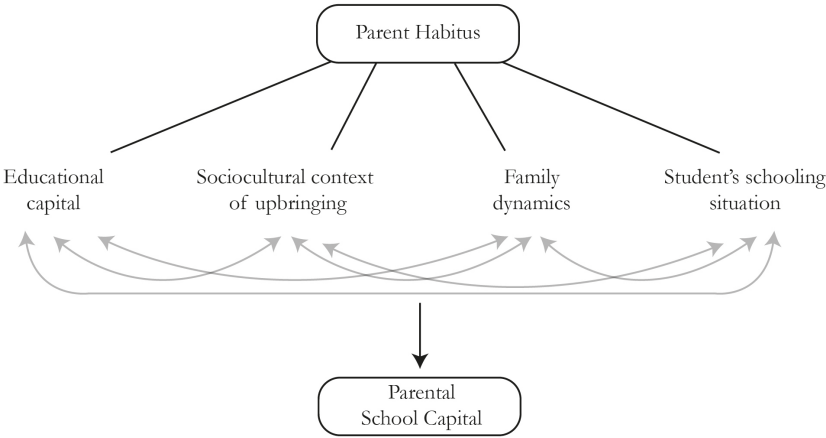 Parent Habitus
Educational
capital
Sociocultural context
of upbringing
Family
dynamics
Student’s schooling
situation
Parental
School Capital